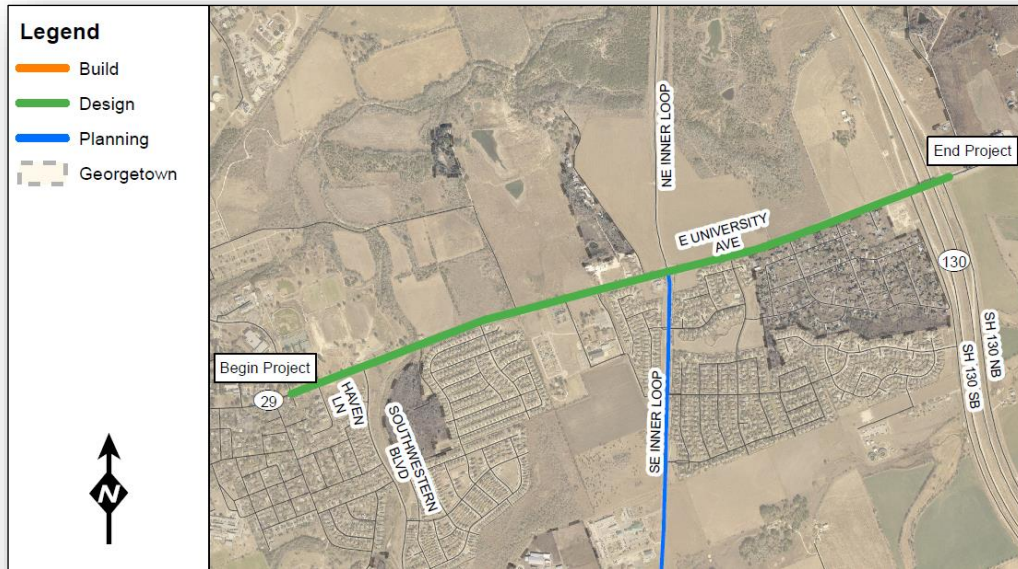 Legend
Build
Design
Planning
Georgetown
NE INNER LOOP
End Project
E UNIVERSITY
AVE
130
Begin Project
29
HAVEN
LN
SOUTHWESTERN
BLVD
SE INNER LOOP
SH 130 NB
SH 130 SB
N